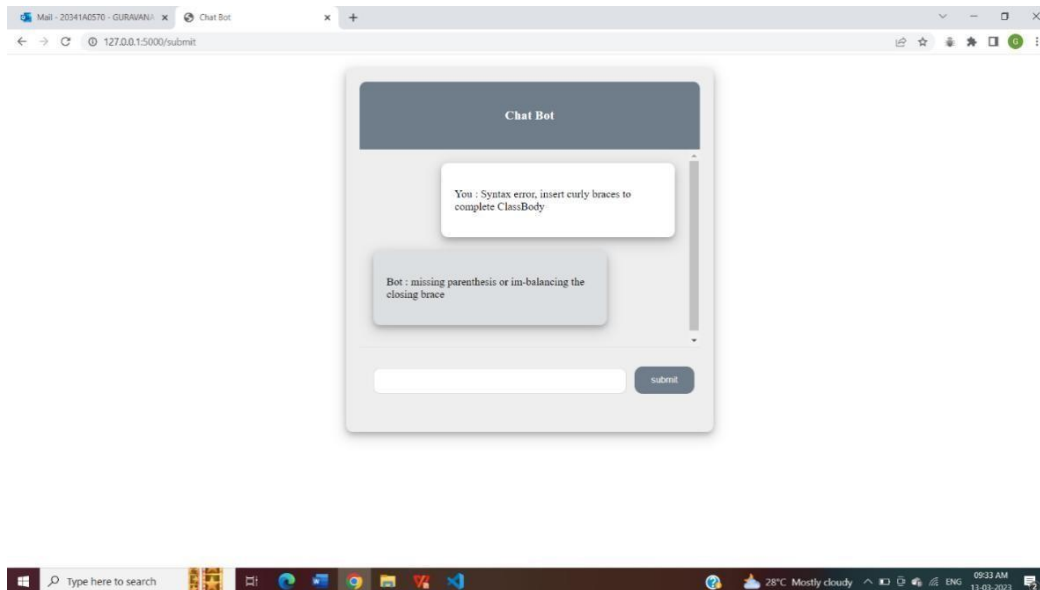 Mail - 20341A0570 - GURAVANA
Chat Bot
127.0.0.1:5000/submit
G
Chat Bot
You : Syntax error, insert curly braces to
complete ClassBody
Bot : missing parenthesis or im-balancing the
closing brace
submit
Type here to search
28°C Mostly cloudy
ENG
09:33 AM
13-03-2023